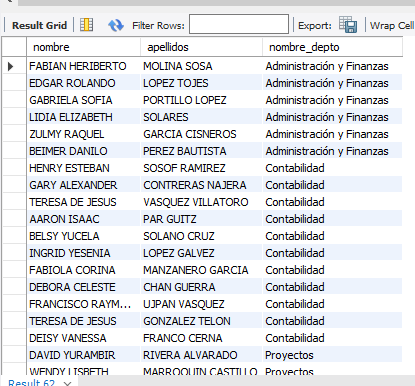 Result Grid Filter Rows: Export: Wrap Cell
nombre apellidos nombre_depto
FABIAN HERIBERTO MOLINA SOSA Administración y Finanzas
EDGAR ROLANDO LOPEZ TOJES Administración y Finanzas
GABRIELA SOFIA PORTILLO LOPEZ Administración y Finanzas
LIDIA ELIZABETH SOLARES Administración y Finanzas
ZULMY RAQUEL GARCIA CISNEROS Administración y Finanzas
BEIMER DANILO PEREZ BAUTISTA Administración y Finanzas
HENRY ESTEBAN SOSOF RAMIREZ Contabilidad
GARY ALEXANDER CONTRERAS NAJERA Contabilidad
TERESA DE JESUS VASQUEZ VILLATORO Contabilidad
AARON ISAAC PAR GUITZ Contabilidad
BELSY YUCELA SOLANO CRUZ Contabilidad
INGRID YESENIA LOPEZ GALVEZ Contabilidad
FABIOLA CORINA MANZANERO GARCIA Contabilidad
DEBORA CELESTE CHAN GUERRA Contabilidad
FRANCISCO RAYM... UJPAN VASQUEZ Contabilidad
TERESA DE JESUS GONZALEZ TELON Contabilidad
DEISY VANESSA FRANCO CERNA Contabilidad
DAVID YURAMBIR RIVERA ALVARADO Proyectos
WENDY LISBETH MARROQUIN CASTILLO Proyectos
Result 62